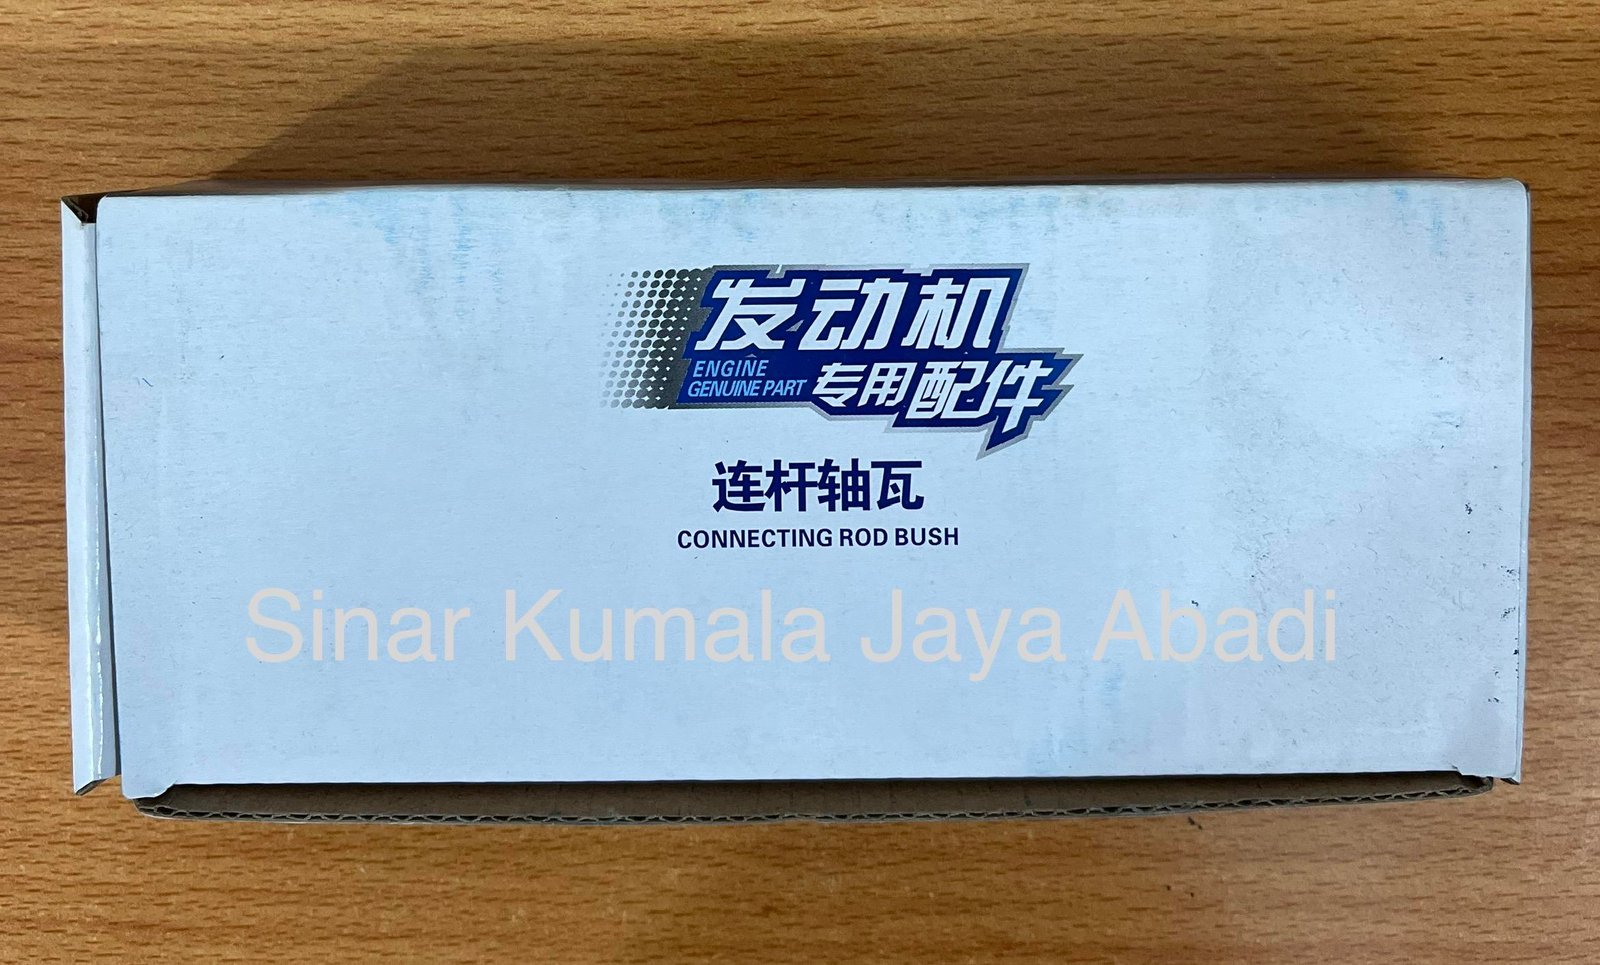 发动机
ENGINE
GENUINE PART
专用配件
连杆轴瓦
CONNECTING ROD BUSH
Sinar Kumala Jaya Abadi